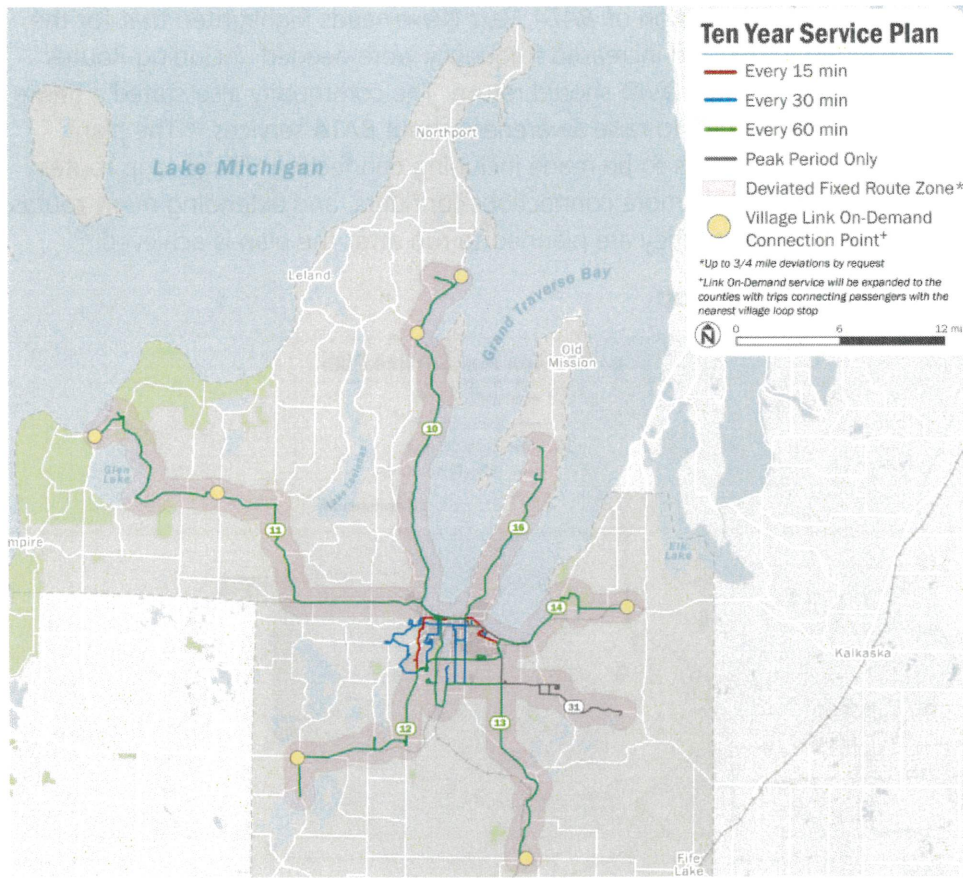 Ten Year Service Plan
Every 15 min
Every 30 min
Every 60 min
Peak Period Only
Deviated Fixed Route Zone*
Village Link On-Demand
Connection Point+
*Up to 3/4 mile deviations by request
+Link On-Demand service will be expanded to the
counties with trips connecting passengers with the
nearest village loop stop
N
0 6 12 mi
Northport
Lake Michigan
Leland
Grand Traverse Bay
Old
Mission
10
Glen
Lake
Lake Leelanau
16
11
mpire
Elk
Lake
14
Kalkaska
31
12
13
Fife
Lake